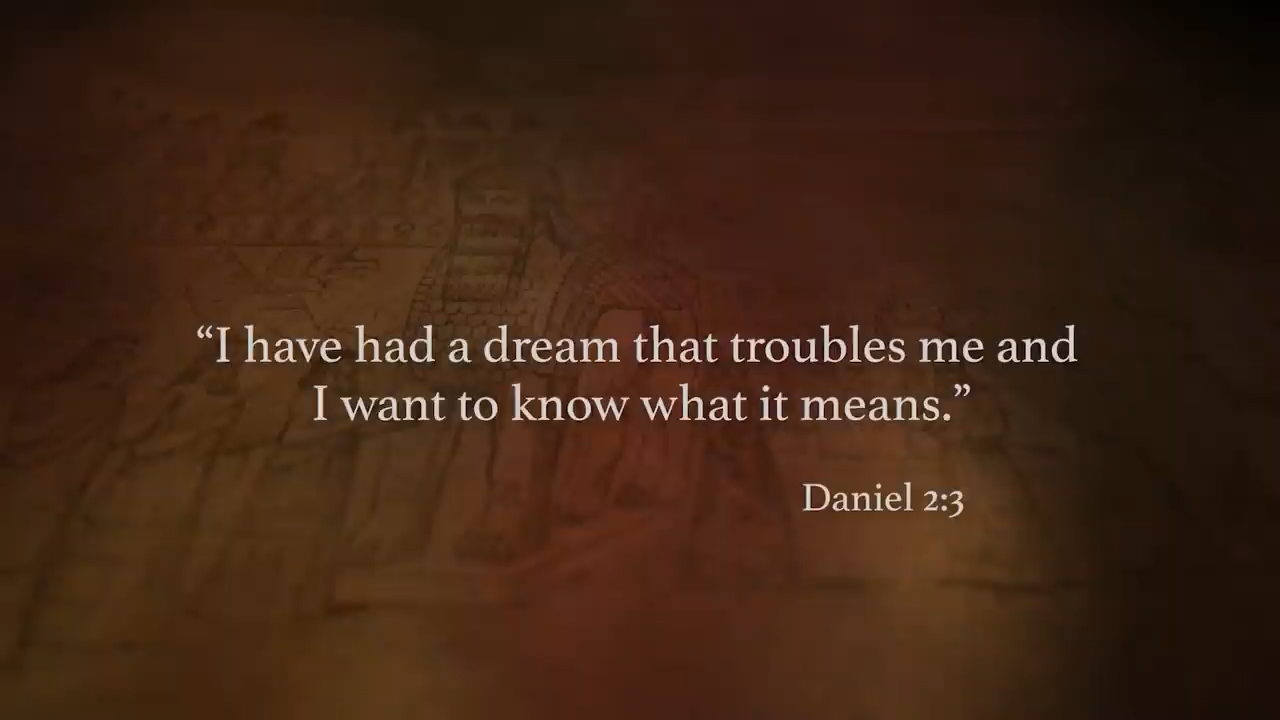 “I have had a dream that troubles me and
I want to know what it means.”
Daniel 2:3